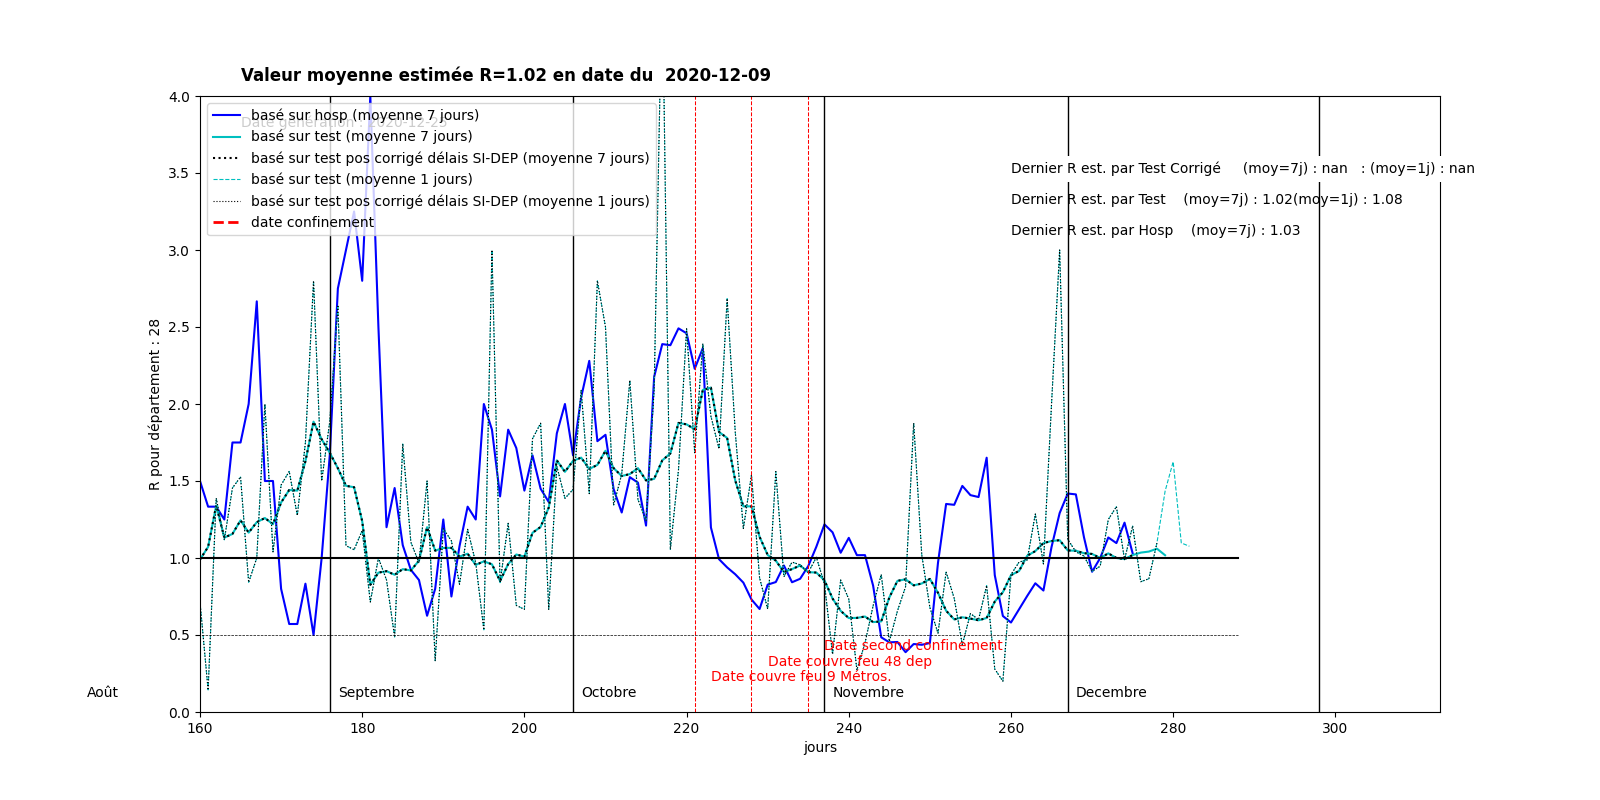 Valeur moyenne estimée R=1.02 en date du  2020-12-09
4.0
3.5
3.0
2.5
2.0
1.5
1.0
0.5
0.0
R pour département : 28
basé sur hosp (moyenne 7 jours)
basé sur test (moyenne 7 jours)
basé sur test pos corrigé délais SI-DEP (moyenne 7 jours)
basé sur test (moyenne 1 jours)
basé sur test pos corrigé délais SI-DEP (moyenne 1 jours)
date confinement
Dernier R est. par Test Corrigé (moy=7j) : nan : (moy=1j) : nan
Dernier R est. par Test (moy=7j) : 1.02(moy=1j) : 1.08
Dernier R est. par Hosp (moy=7j) : 1.03
Date second confinement
Date couvre feu 48 dep
Date couvre feu 9 Métros.
Août Septembre Octobre Novembre Decembre
160 180 200 220 240 260 280 300
jours